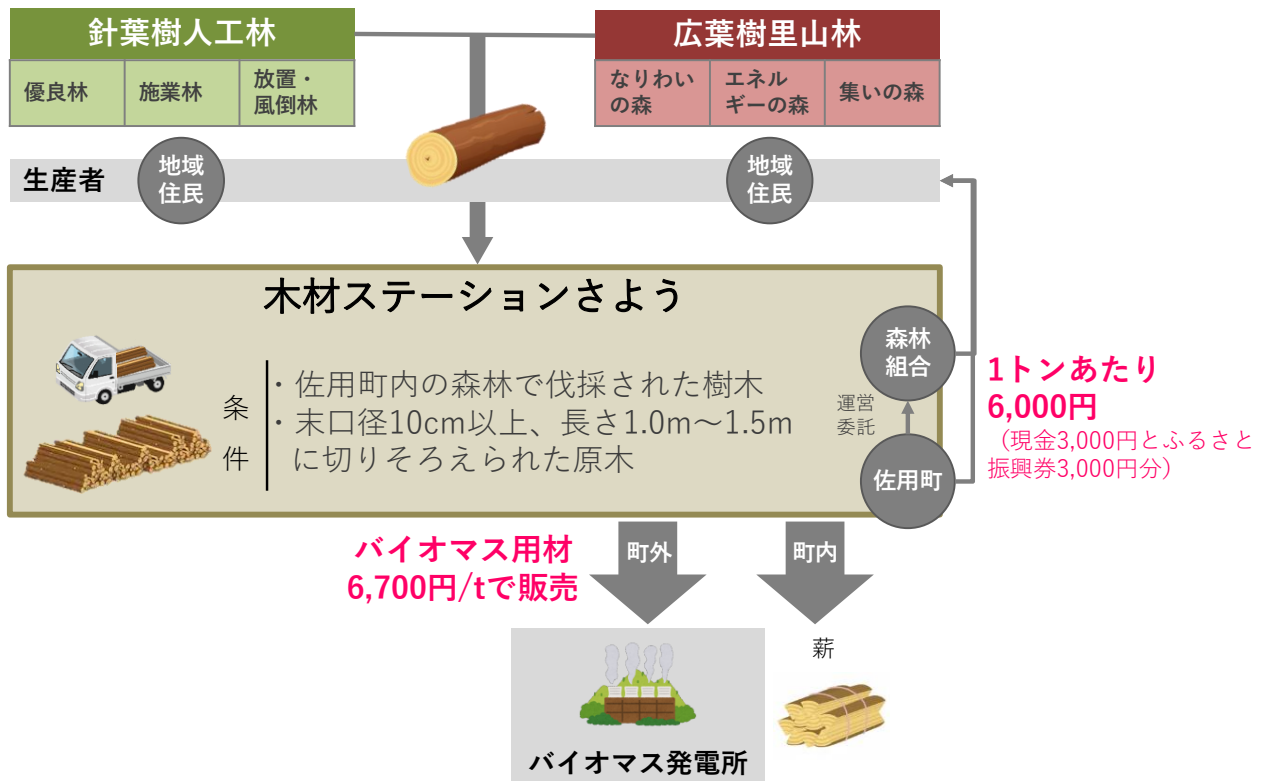 針葉樹人工林
広葉樹里山林
優良林
施業林
放置・
風倒林
なりわい
の森
エネル
ギーの森
集いの森
生産者
地域
住民
地域
住民
木材ステーションさよう
条
件
・佐用町内の森林で伐採された樹木
・末口径10cm以上、長さ1.0m～1.5m
に切りそろえられた原木
森林
組合
運営
委託
佐用町
1トンあたり
6,000円
（現金3,000円とふるさと
振興券3,000円分）
バイオマス用材
6,700円/tで販売
町外
町内
薪
バイオマス発電所